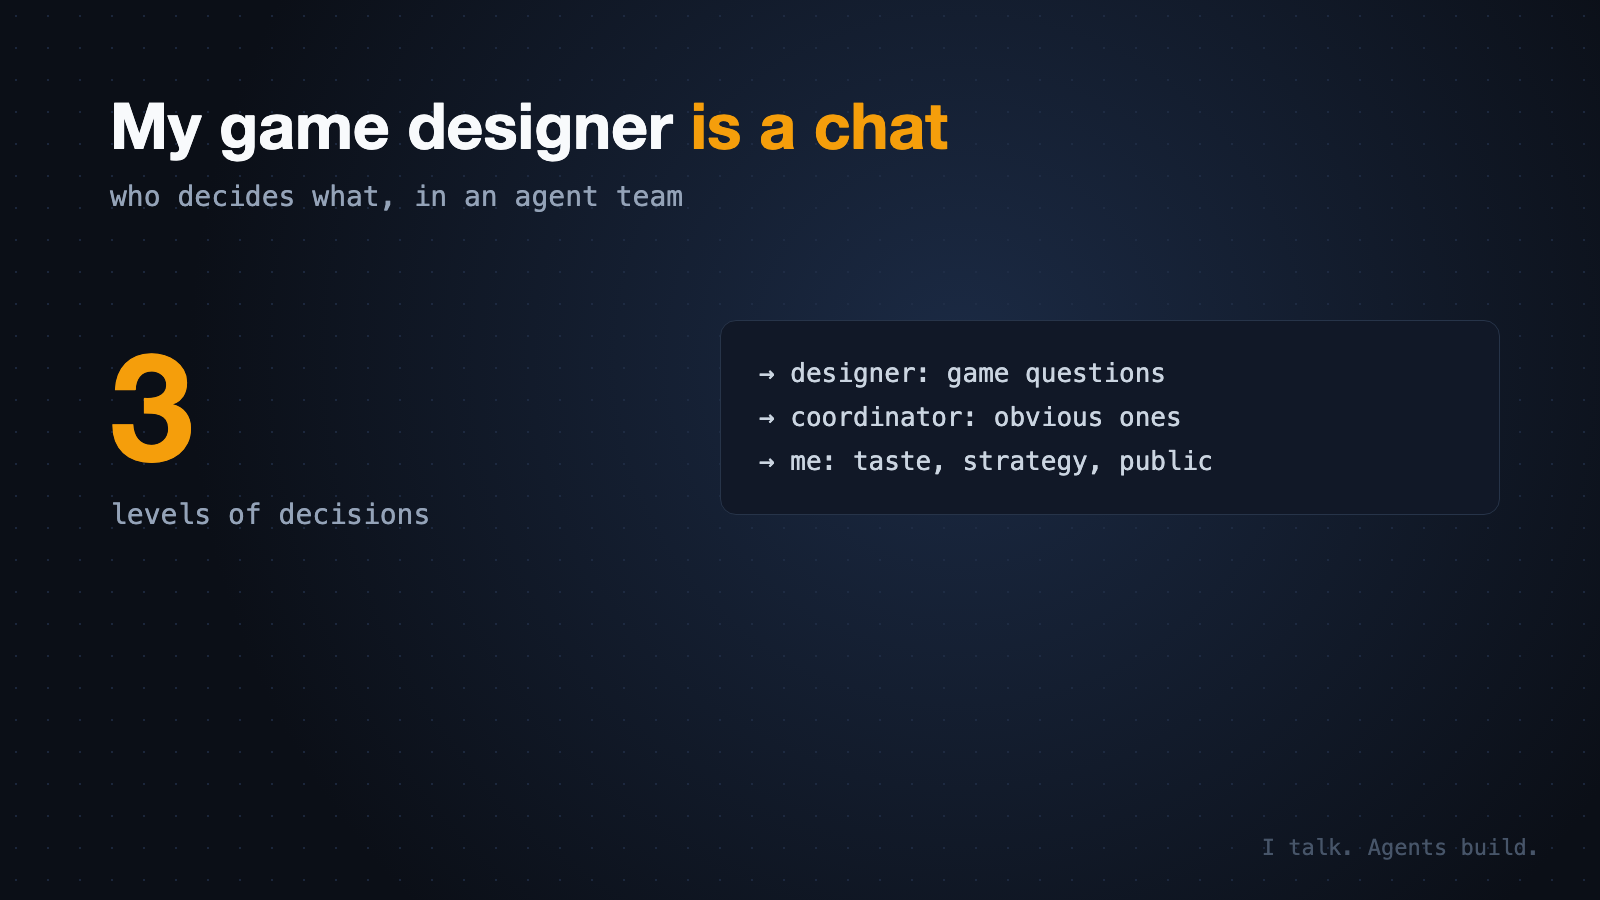 My game designer is a chat
who decides what, in an agent team
3
levels of decisions
→ designer: game questions
→ coordinator: obvious ones
→ me: taste, strategy, public
I talk. Agents build.